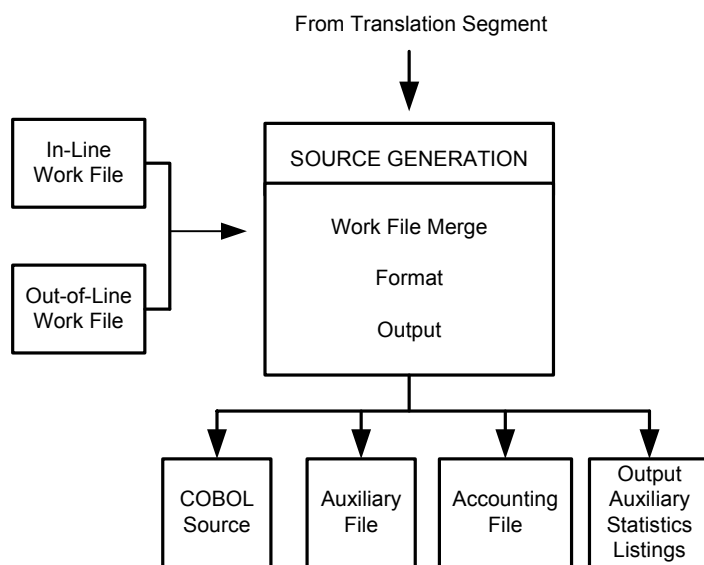 From Translation Segment
In-Line
Work File
Out-of-Line
Work File
SOURCE GENERATION
Work File Merge
Format
Output
COBOL
Source
Auxiliary
File
Accounting
File
Output
Auxiliary
Statistics
Listings